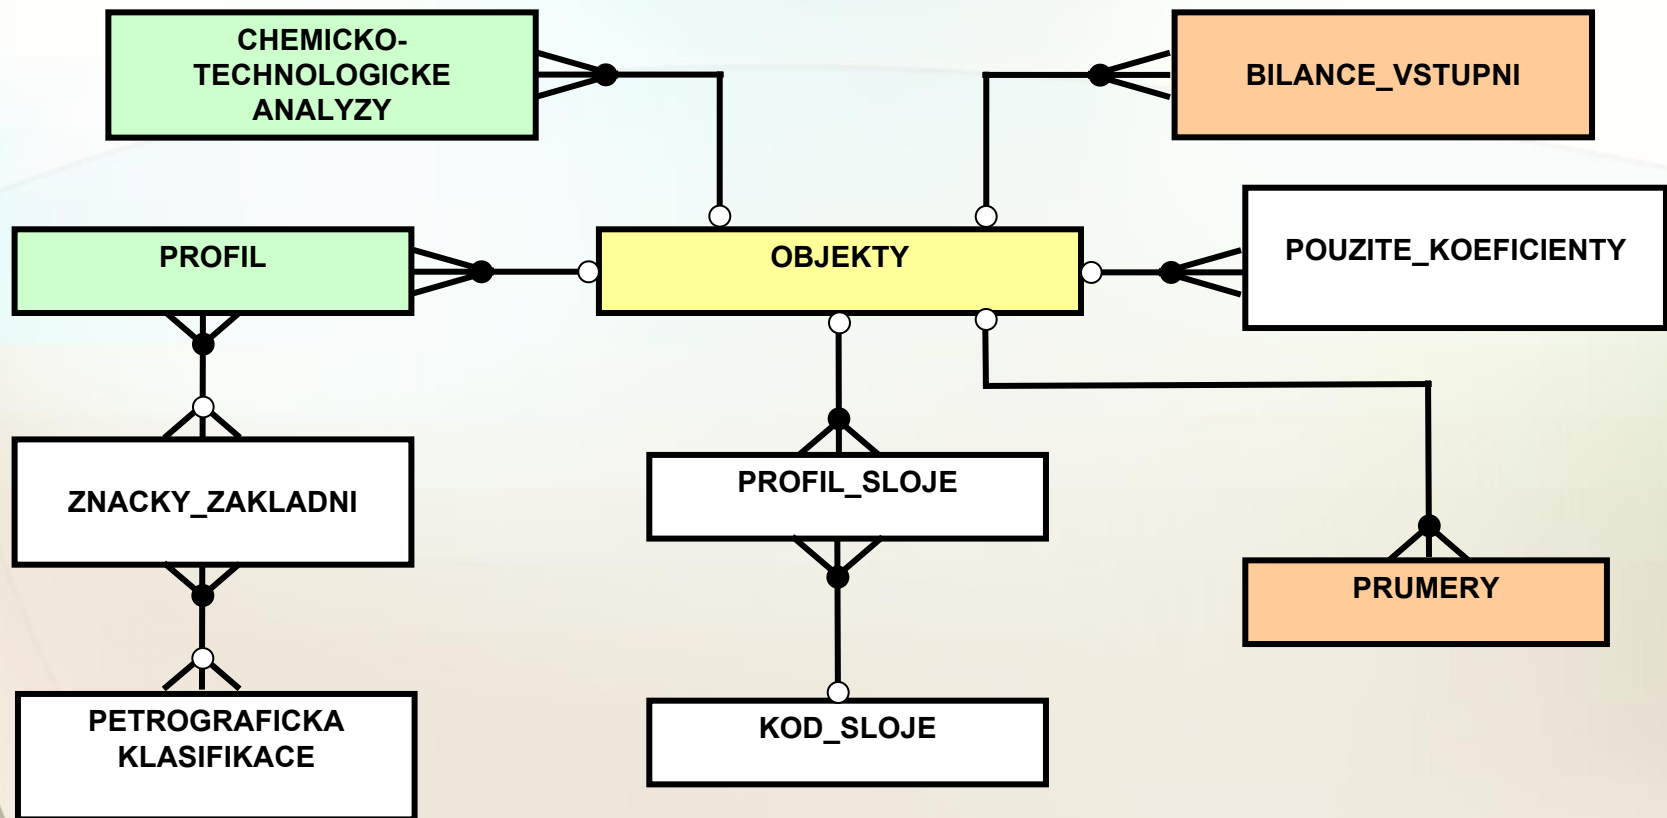 CHEMICKO-
TECHNOLOGICKE
ANALYZY
BILANCE_VSTUPNI
PROFIL
OBJEKTY
POUZITE_KOEFICIENTY
ZNACKY_ZAKLADNI
PROFIL_SLOJE
PRUMERY
PETROGRAFICKA
KLASIFIKACE
KOD_SLOJE